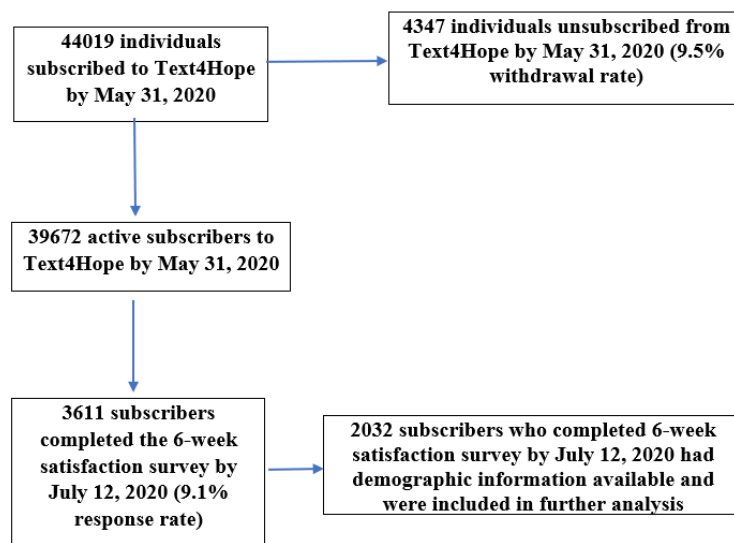 44019 individuals
subscribed to Text4Hope
by May 31, 2020
4347 individuals unsubscribed from
Text4Hope by May 31, 2020 (9.5%
withdrawal rate)
39672 active subscribers to
Text4Hope by May 31, 2020
3611 subscribers
completed the 6-week
satisfaction survey by
July 12, 2020 (9.1%
response rate)
2032 subscribers who completed 6-week
satisfaction survey by July 12, 2020 had
demographic information available and
were included in further analysis